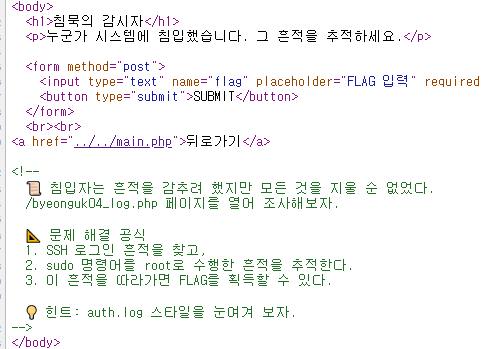 <body>
<h1>침묵의 감시자</h1>
<p>누군가 시스템에 침입했습니다. 그 흔적을 추적하세요.</p>
<form method="post">
<input type="text" name="flag" placeholder="FLAG 입력" required
<button type="submit">SUBMIT</button>
</form>
<br><br>
<a href="../../main.php">뒤로가기</a>
<!--
📜 침입자는 흔적을 감추려 했지만 모든 것을 지울 순 없었다.
/byeonguk04_log.php 페이지를 열어 조사해보자.
📐 문제 해결 공식
1. SSH 로그인 흔적을 찾고,
2. sudo 명령어를 root로 수행한 흔적을 추적한다.
3. 이 흔적을 따라가면 FLAG를 획득할 수 있다.
💡 힌트: auth.log 스타일을 눈여겨 보자.
-->
</body>